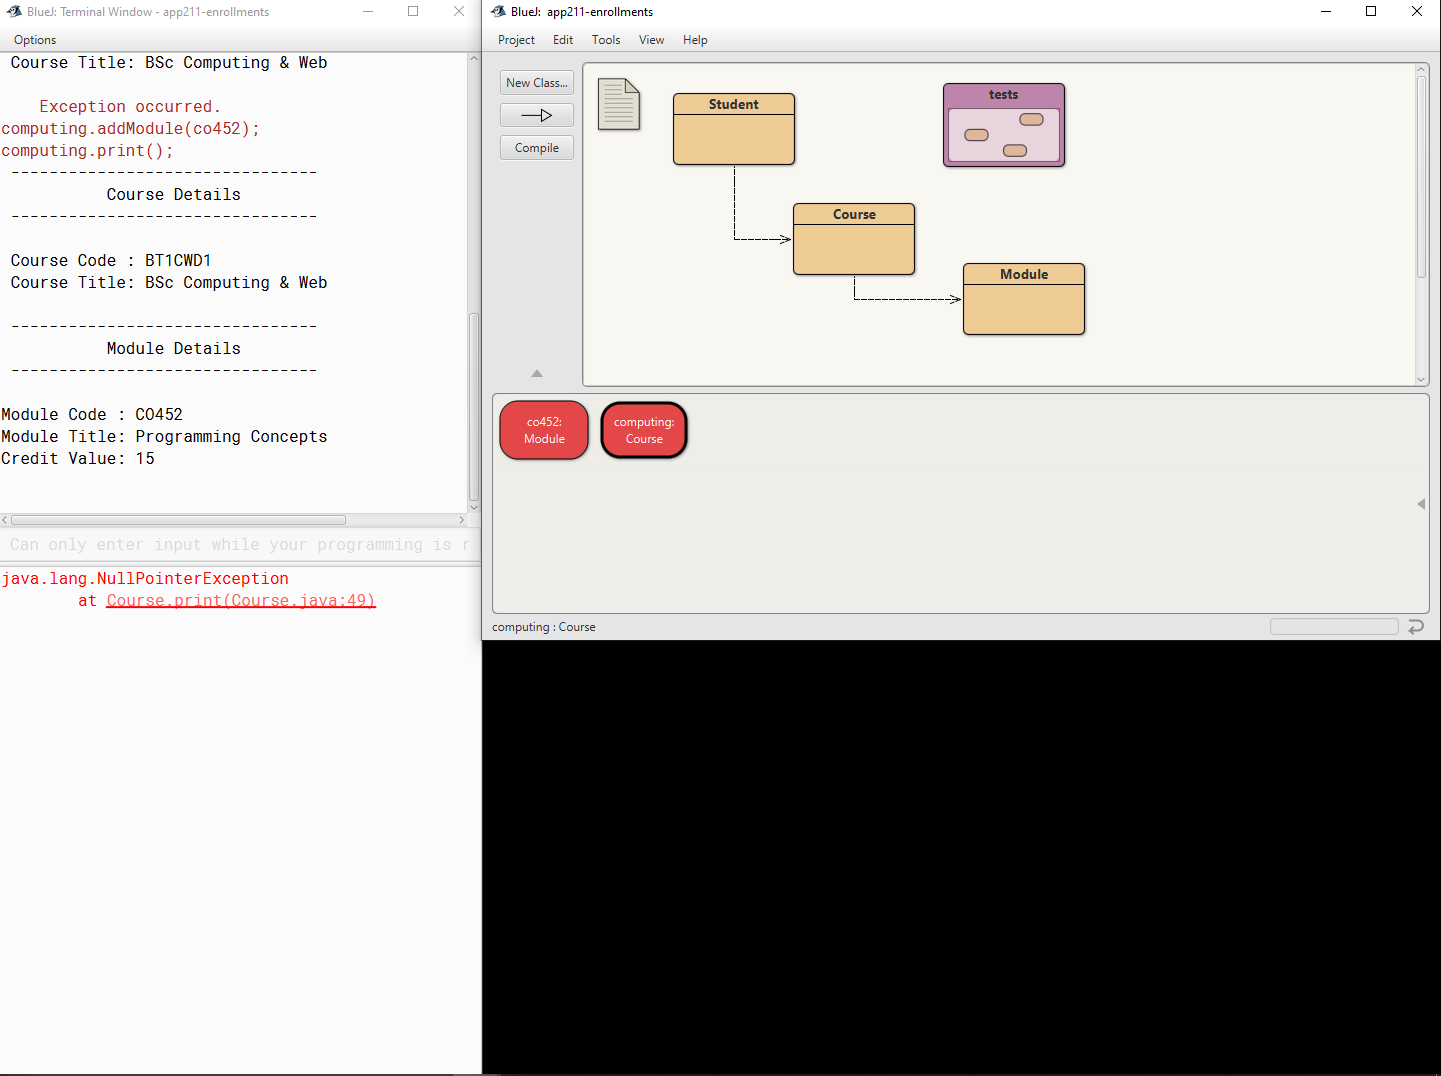 BlueJ: Terminal Window - app211-enrollments
Options
Course Title: BSc Computing & Web
Exception occurred.
computing.addModule(co452);
computing.print();
--------------------------------
Course Details
--------------------------------
Course Code : BT1CWD1
Course Title: BSc Computing & Web
--------------------------------
Module Details
--------------------------------
Module Code : CO452
Module Title: Programming Concepts
Credit Value: 15
Can only enter input while your programming is r
java.lang.NullPointerException
at Course.print(Course.java:49)
BlueJ: app211-enrollments
Project Edit Tools View Help
New Class...
Compile
Student
tests
Course
Module
co452:
Module
computing:
Course
computing : Course